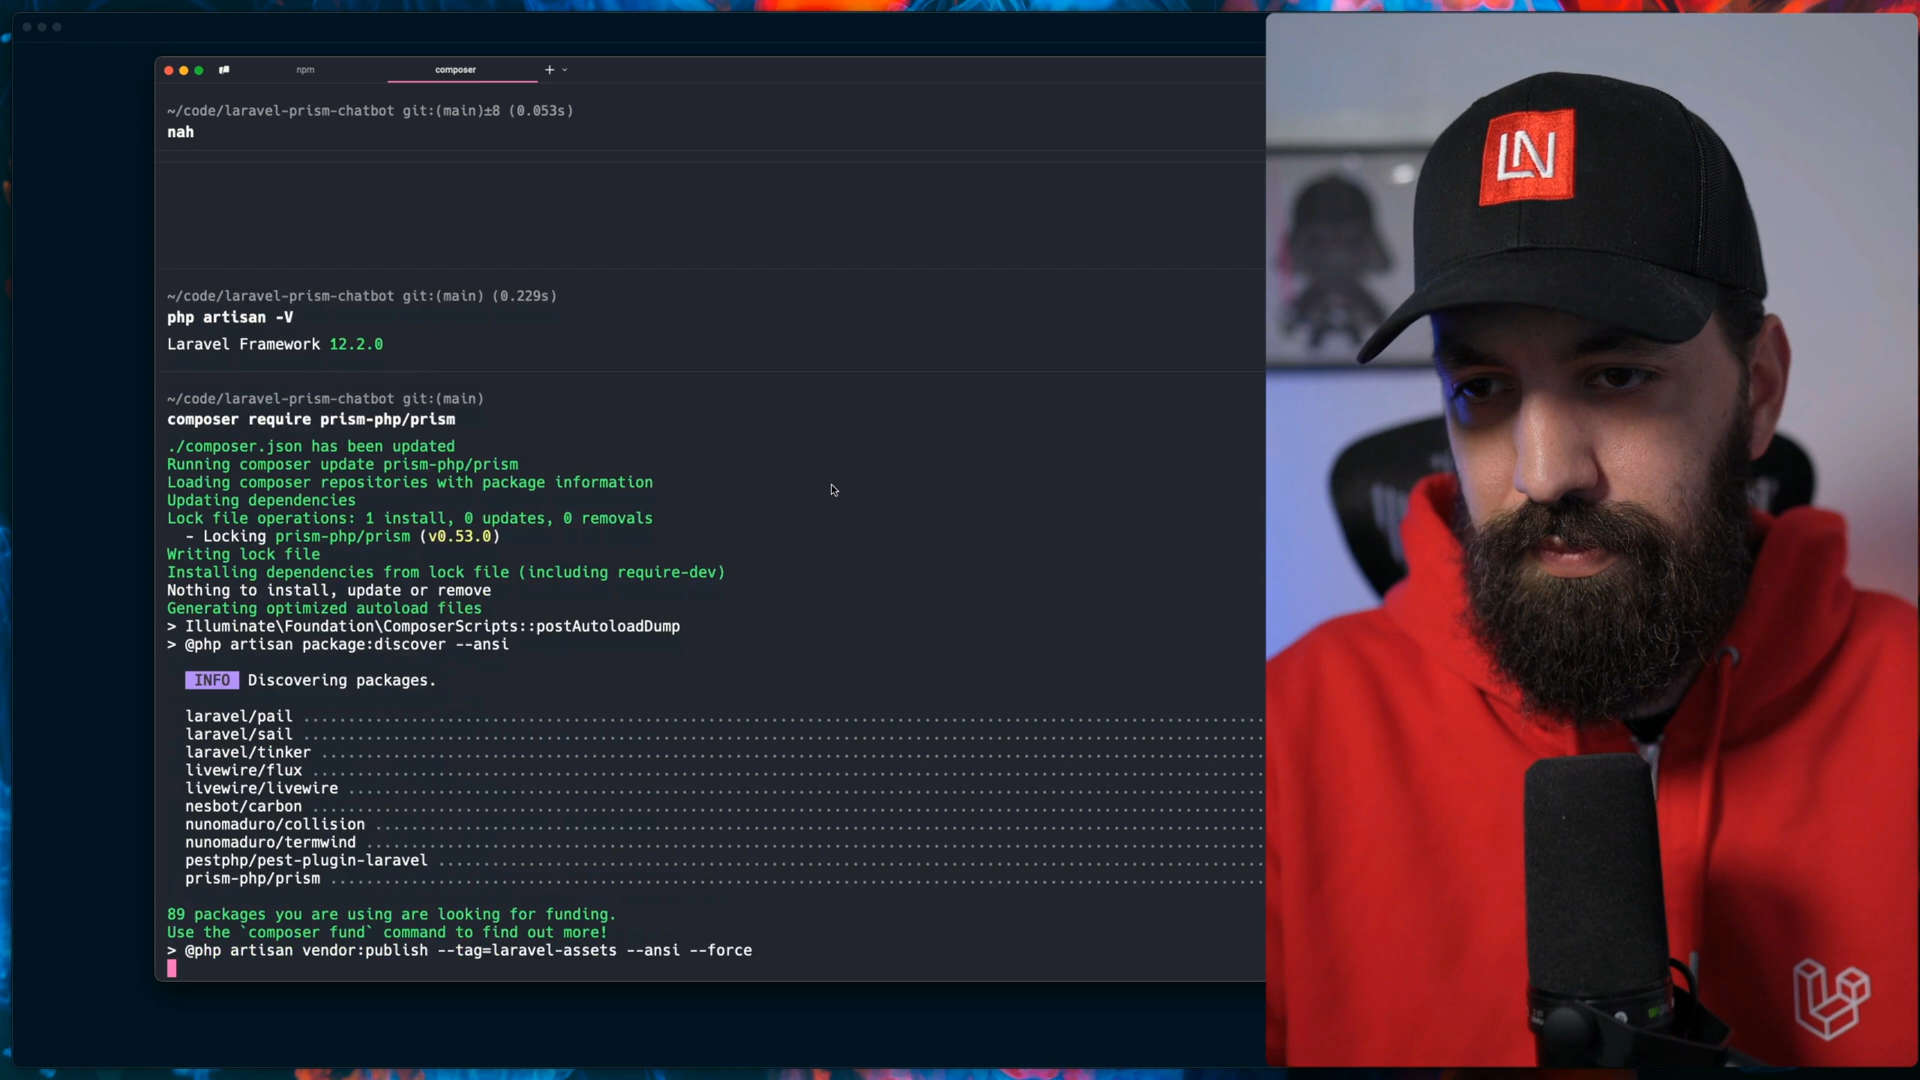 npm
composer
~/code/laravel-prism-chatbot git:(main)±8 (0.053s)
nah
~/code/laravel-prism-chatbot git:(main) (0.229s)
php artisan -V
Laravel Framework 12.2.0
~/code/laravel-prism-chatbot git:(main)
composer require prism-php/prism
./composer.json has been updated
Running composer update prism-php/prism
Loading composer repositories with package information
Updating dependencies
Lock file operations: 1 install, 0 updates, 0 removals
- Locking prism-php/prism (v0.53.0)
Writing lock file
Installing dependencies from lock file (including require-dev)
Nothing to install, update or remove
Generating optimized autoload files
> Illuminate\Foundation\ComposerScripts::postAutoloadDump
> @php artisan package:discover --ansi
INFO Discovering packages.
laravel/pail
laravel/sail
laravel/tinker
livewire/flux
livewire/livewire
nesbot/carbon
nunomaduro/collision
nunomaduro/termwind
pestphp/pest-plugin-laravel
prism-php/prism
89 packages you are using are looking for funding.
Use the `composer fund` command to find out more!
> @php artisan vendor:publish --tag=laravel-assets --ansi --force
LN